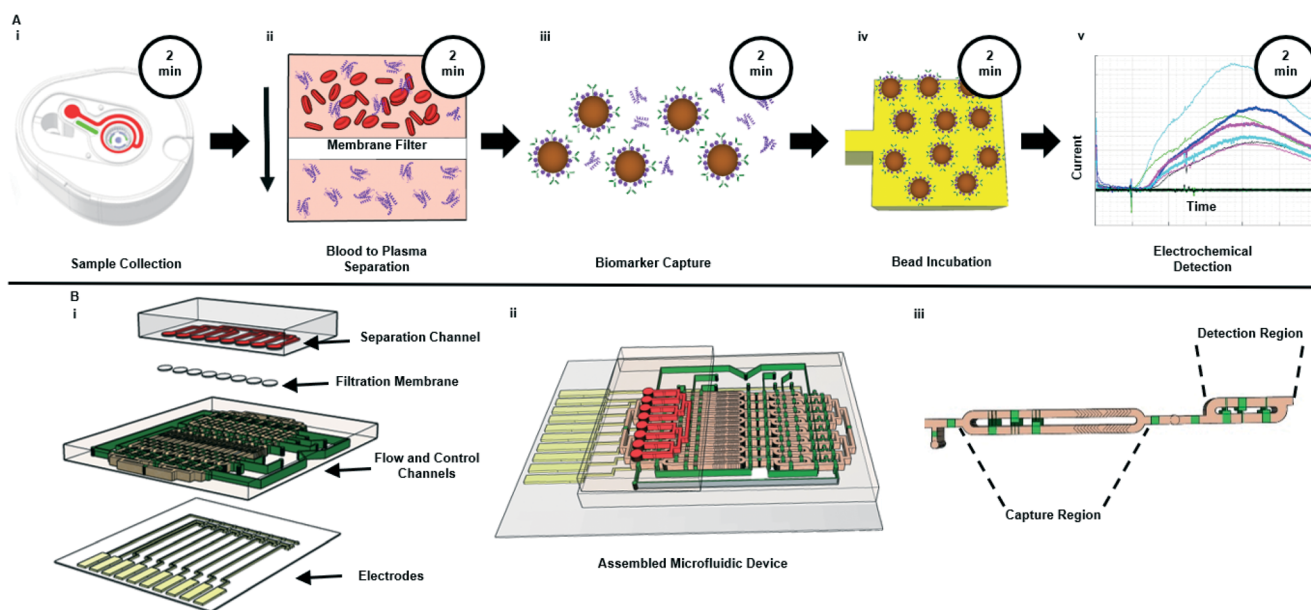 A
i
2
min
ii
2
min
iii
2
min
iv
2
min
v
2
min
Membrane Filter
Current
Time
Sample Collection
Blood to Plasma
Separation
Biomarker Capture
Bead Incubation
Electrochemical
Detection
B
i
Separation Channel
Filtration Membrane
Flow and Control
Channels
Electrodes
ii
Assembled Microfluidic Device
iii
Detection Region
Capture Region